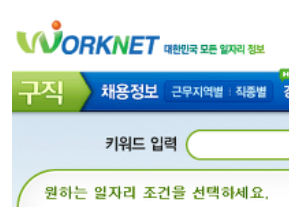 WORKNET 대한민국 모든 일자리 정보
구직 채용정보 근무지역별 직종별
키워드 입력
원하는 일자리 조건을 선택하세요.